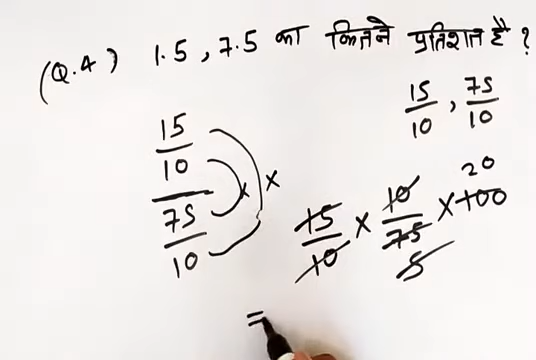 (Q.4) 1.5, 7.5 का कितने प्रतिशत है ?
15/10 , 75/10
15/10
75/10
×
×
15/10 × 10/75 × 100
20
5
=